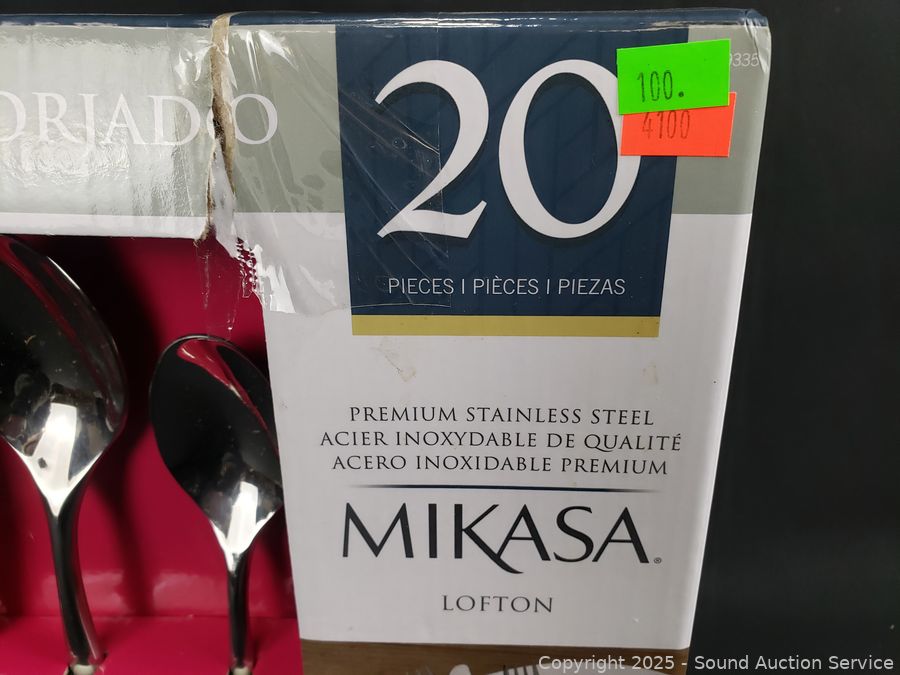 ORJADO
20
100.
4100
9335
PIECES | PIÈCES | PIEZAS
PREMIUM STAINLESS STEEL
ACIER INOXYDABLE DE QUALITÉ
ACERO INOXIDABLE PREMIUM
MIKASA®
LOFTON
Copyright © 2025 - Sound Auction Service